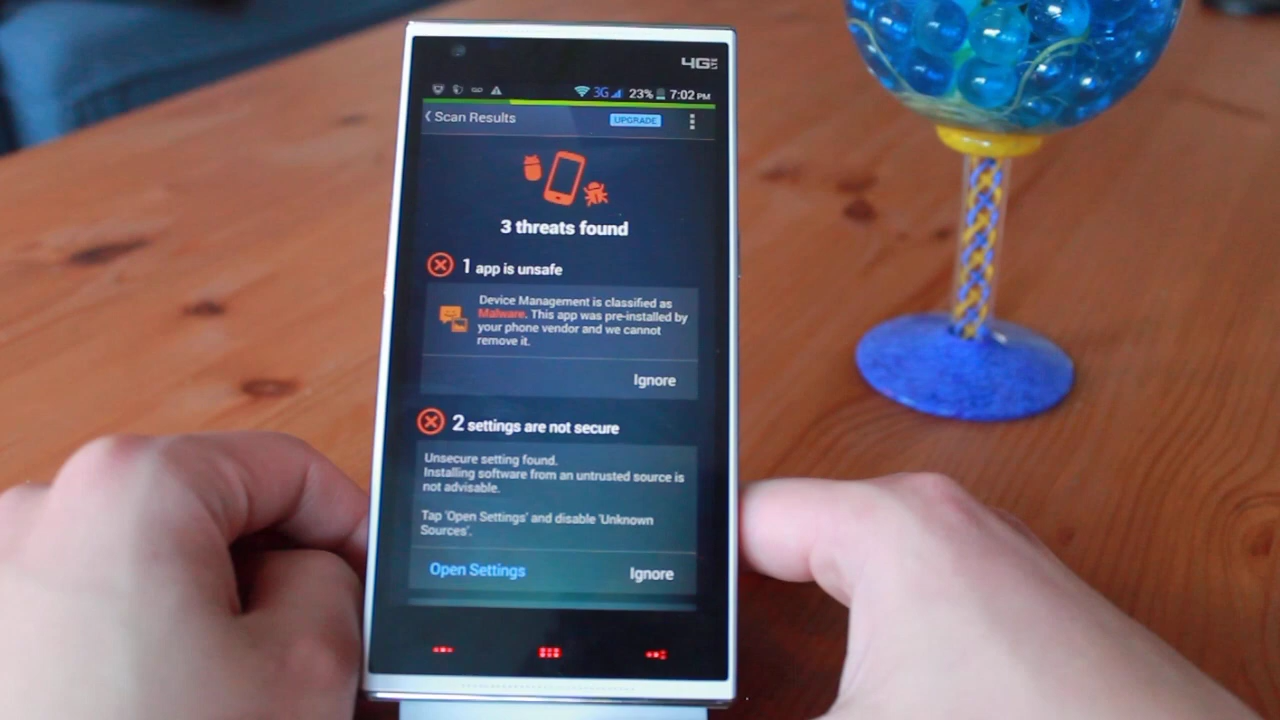 4G LTE
3G 23% 7:02 PM
Scan Results UPGRADE
3 threats found
1 app is unsafe
Device Management is classified as
Malware. This app was pre-installed by
your phone vendor and we cannot
remove it.
Ignore
2 settings are not secure
Unsecure setting found.
Installing software from an untrusted source is
not advisable.
Tap 'Open Settings' and disable 'Unknown
Sources'.
Open Settings Ignore